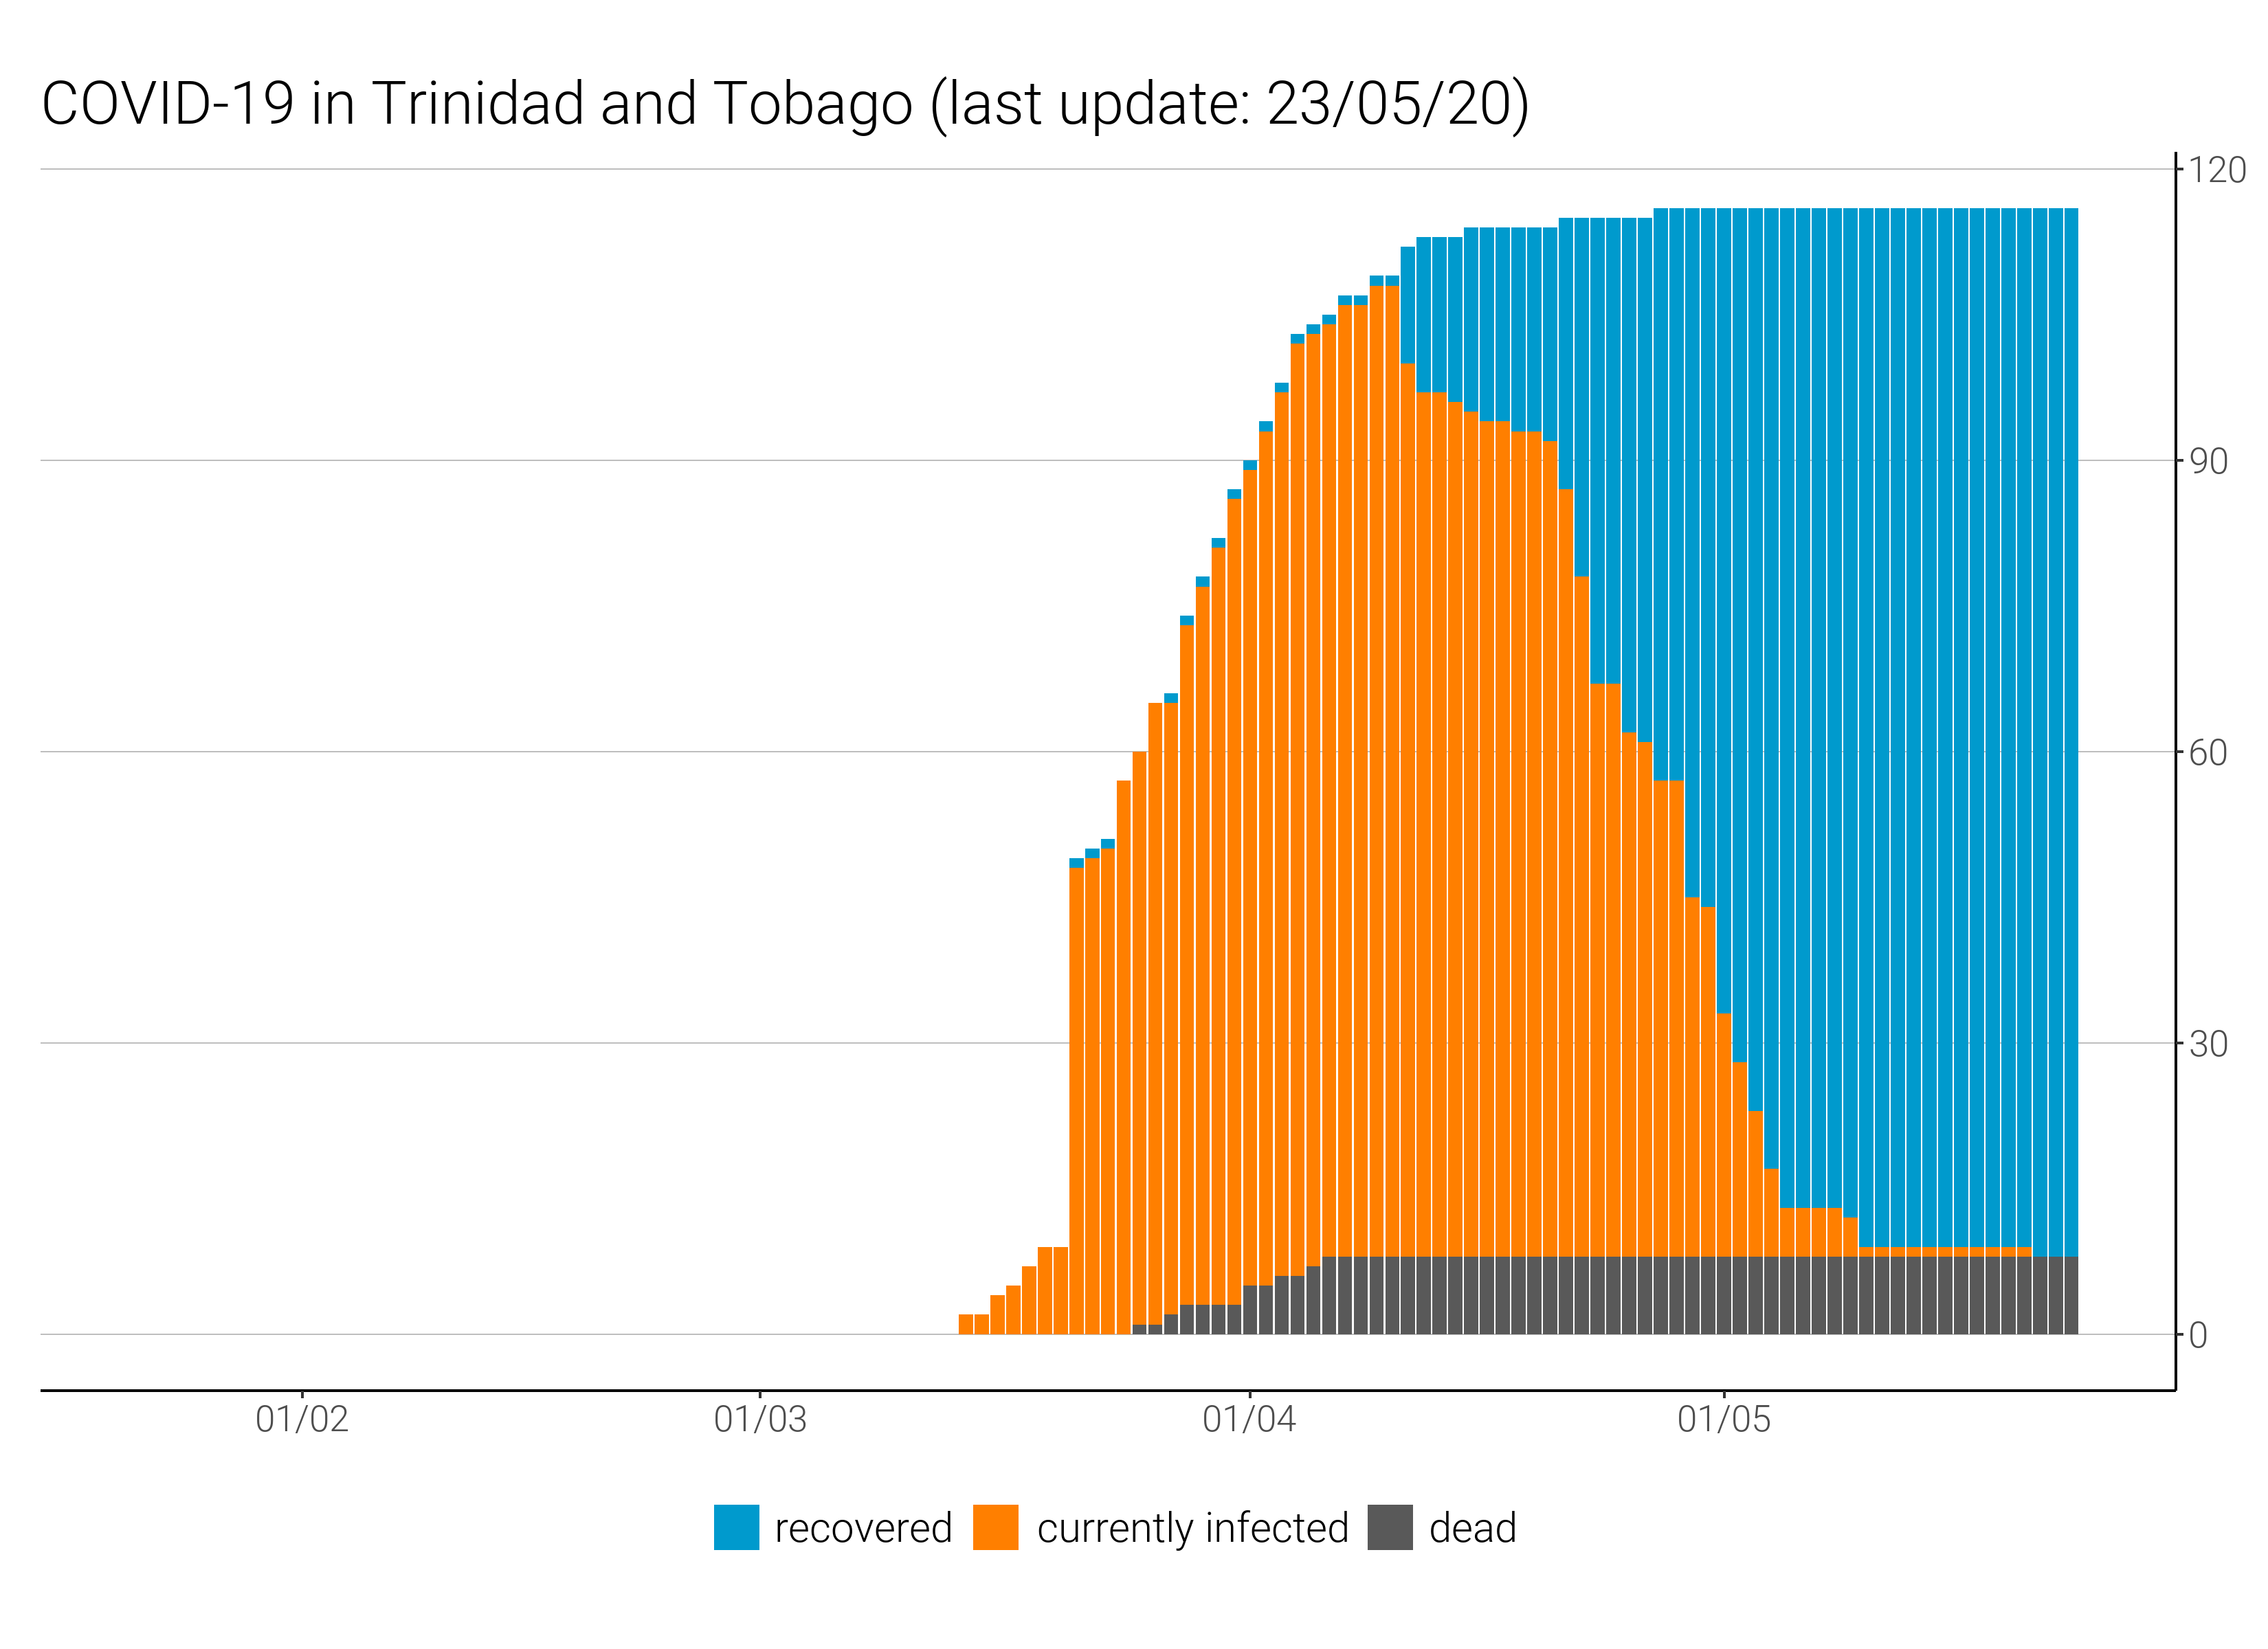 COVID-19 in Trinidad and Tobago (last update: 23/05/20)
120
90
60
30
0
01/02 01/03 01/04 01/05
recovered currently infected dead